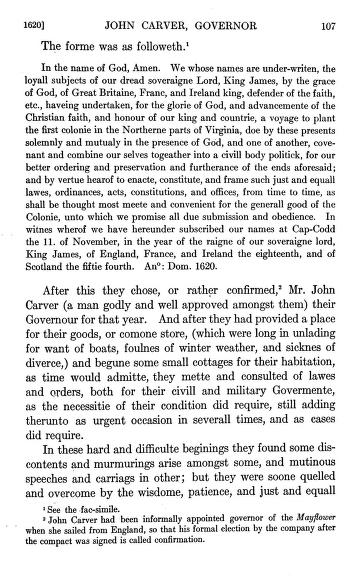 1620] JOHN CARVER, GOVERNOR 107
The forme was as followeth.¹
In the name of God, Amen. We whose names are under-writen, the
loyall subjects of our dread soveraigne Lord, King James, by the grace
of God, of Great Britaine, Franc, and Ireland king, defender of the faith,
etc., haveing undertaken, for the glorie of God, and advancemente of the
Christian faith, and honour of our king and countrie, a voyage to plant
the first colonie in the Northerne parts of Virginia, doe by these presents
solemnly and mutualy in the presence of God, and one of another, cove-
nant and combine our selves togeather into a civill body politick, for our
better ordering and preservation and furtherance of the ends aforesaid;
and by vertue hearof to enacte, constitute, and frame such just and equall
lawes, ordinances, acts, constitutions, and offices, from time to time, as
shall be thought most meete and convenient for the generall good of the
Colonie, unto which we promise all due submission and obedience. In
witnes wherof we have hereunder subscribed our names at Cap-Codd
the 11. of November, in the year of the raigne of our soveraigne lord,
King James, of England, France, and Ireland the eighteenth, and of
Scotland the fiftie fourth. Anº: Dom. 1620.
After this they chose, or rather confirmed,² Mr. John
Carver (a man godly and well approved amongst them) their
Governour for that year. And after they had provided a place
for their goods, or comone store, (which were long in unlading
for want of boats, foulnes of winter weather, and sicknes of
diverce,) and begune some small cottages for their habitation,
as time would admitte, they mette and consulted of lawes
and orders, both for their civill and military Govermente,
as the necessitie of their condition did require, still adding
therunto as urgent occasion in severall times, and as cases
did require.
In these hard and difficulte beginings they found some dis-
contents and murmurings arise amongst some, and mutinous
speeches and carriags in other; but they were soone quelled
and overcome by the wisdome, patience, and just and equall
¹ See the fac-simile.
² John Carver had been informally appointed governor of the Mayflower
when she sailed from England, so that his formal election by the company after
the compact was signed is called confirmation.